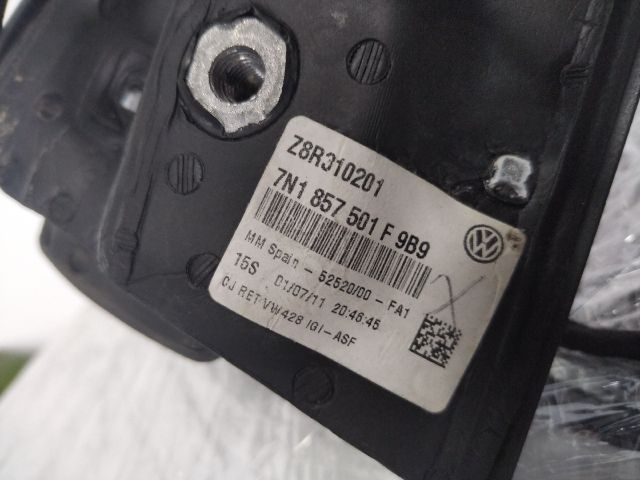 Z8R310201
7N1 857 501 F 9B9
MM Spain - 52520/00 - FA1
15S 01/07/11 20:46:45
CJ RET VW428 IGI-ASF